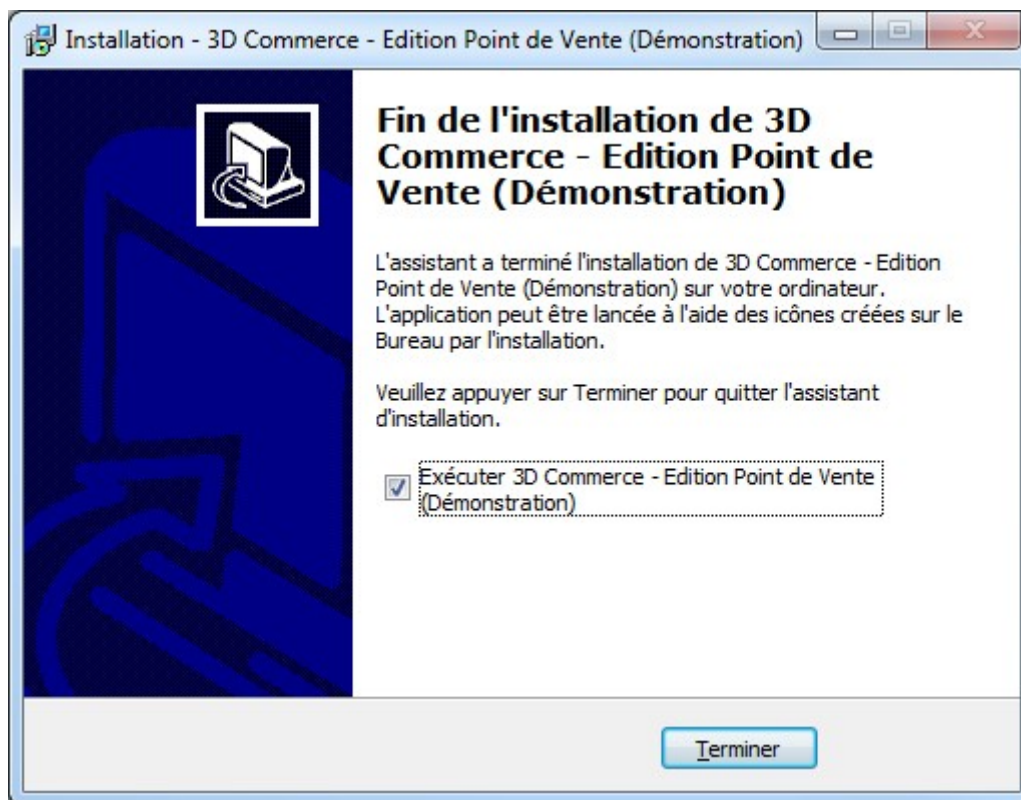 Installation - 3D Commerce - Edition Point de Vente (Démonstration)
Fin de l'installation de 3D
Commerce - Edition Point de
Vente (Démonstration)
L'assistant a terminé l'installation de 3D Commerce - Edition
Point de Vente (Démonstration) sur votre ordinateur.
L'application peut être lancée à l'aide des icônes créées sur le
Bureau par l'installation.
Veuillez appuyer sur Terminer pour quitter l'assistant
d'installation.
Exécuter 3D Commerce - Edition Point de Vente
(Démonstration)
Terminer